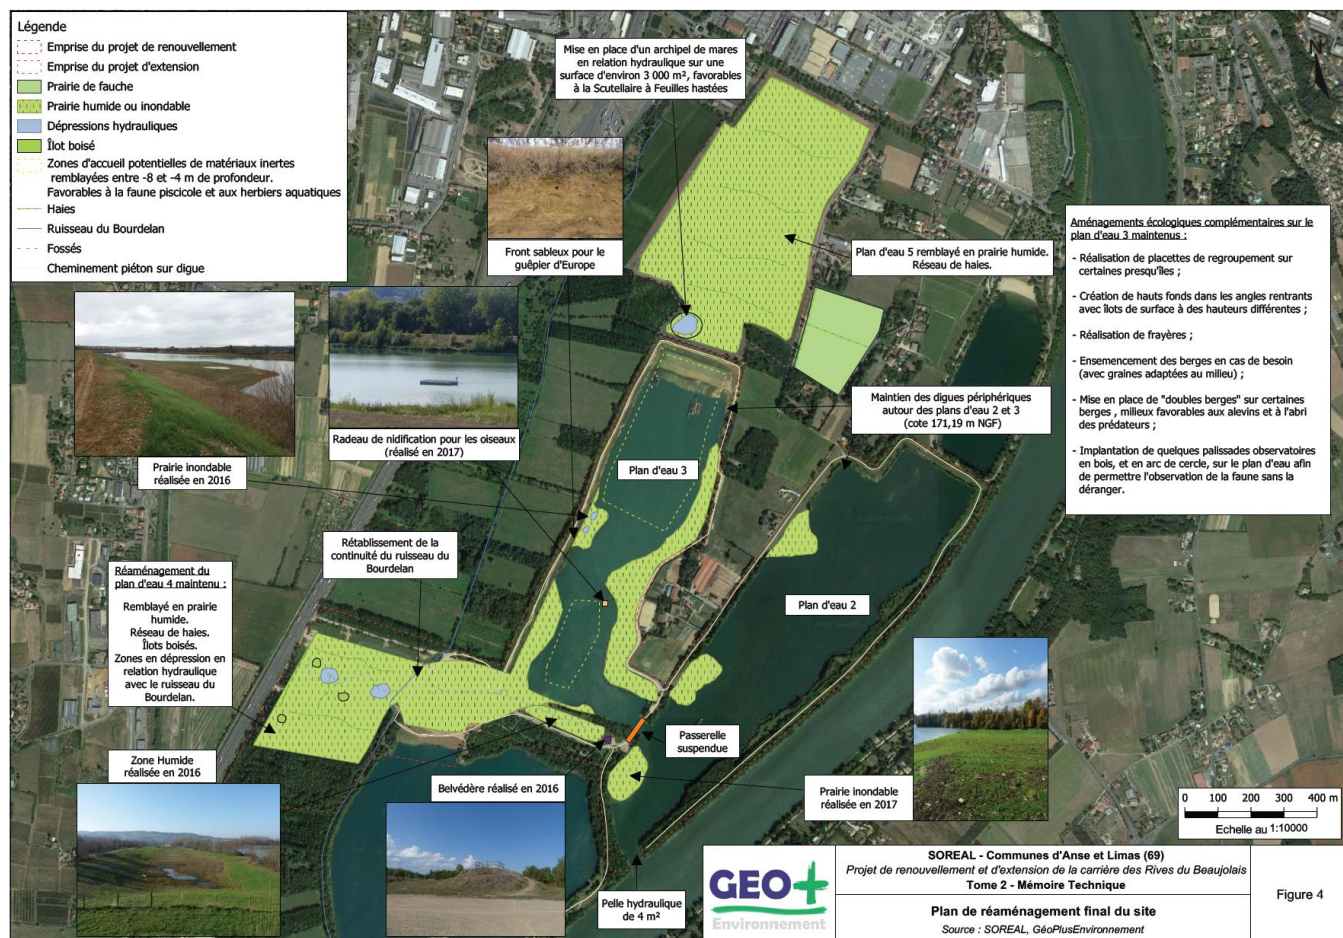 Légende
Emprise du projet de renouvellement
Emprise du projet d'extension
Prairie de fauche
Prairie humide ou inondable
Dépressions hydrauliques
Îlot boisé
Zones d'accueil potentielles de matériaux inertes
remblayées entre -8 et -4 m de profondeur.
Favorables à la faune piscicole et aux herbiers aquatiques
Haies
Ruisseau du Bourdelan
Fossés
Cheminement piéton sur digue
Mise en place d'un archipel de mares
en relation hydraulique sur une
surface d'environ 3 000 m², favorables
à la Scutellaire à Feuilles hastées
N
Front sableux pour le
guêpier d'Europe
Plan d'eau 5 remblayé en prairie humide.
Réseau de haies.
Aménagements écologiques complémentaires sur le
plan d'eau 3 maintenus :
- Réalisation de placettes de regroupement sur
certaines presqu'îles ;
- Création de hauts fonds dans les angles rentrants
avec îlots de surface à des hauteurs différentes ;
- Réalisation de frayères ;
- Ensemencement des berges en cas de besoin
(avec graines adaptées au milieu) ;
- Mise en place de "doubles berges" sur certaines
berges , milieux favorables aux alevins et à l'abri
des prédateurs ;
- Implantation de quelques palissades observatoires
en bois, et en arc de cercle, sur le plan d'eau afin
de permettre l'observation de la faune sans la
déranger.
Maintien des digues périphériques
autour des plans d'eau 2 et 3
(cote 171,19 m NGF)
Radeau de nidification pour les oiseaux
(réalisé en 2017)
Prairie inondable
réalisée en 2016
Plan d'eau 3
Rétablissement de la
continuité du ruisseau du
Bourdelan
Réaménagement du
plan d'eau 4 maintenu :
Remblayé en prairie
humide.
Réseau de haies.
Îlots boisés.
Zones en dépression en
relation hydraulique
avec le ruisseau du
Bourdelan.
Plan d'eau 2
Passerelle
suspendue
Zone Humide
réalisée en 2016
Belvédère réalisé en 2016
Prairie inondable
réalisée en 2017
0 100 200 300 400 m
Echelle au 1:10000
Pelle hydraulique
de 4 m²
GEO+
Environnement
SOREAL - Communes d'Anse et Limas (69)
Projet de renouvellement et d'extension de la carrière des Rives du Beaujolais
Tome 2 - Mémoire Technique
Plan de réaménagement final du site
Source : SOREAL, GéoPlusEnvironnement
Figure 4